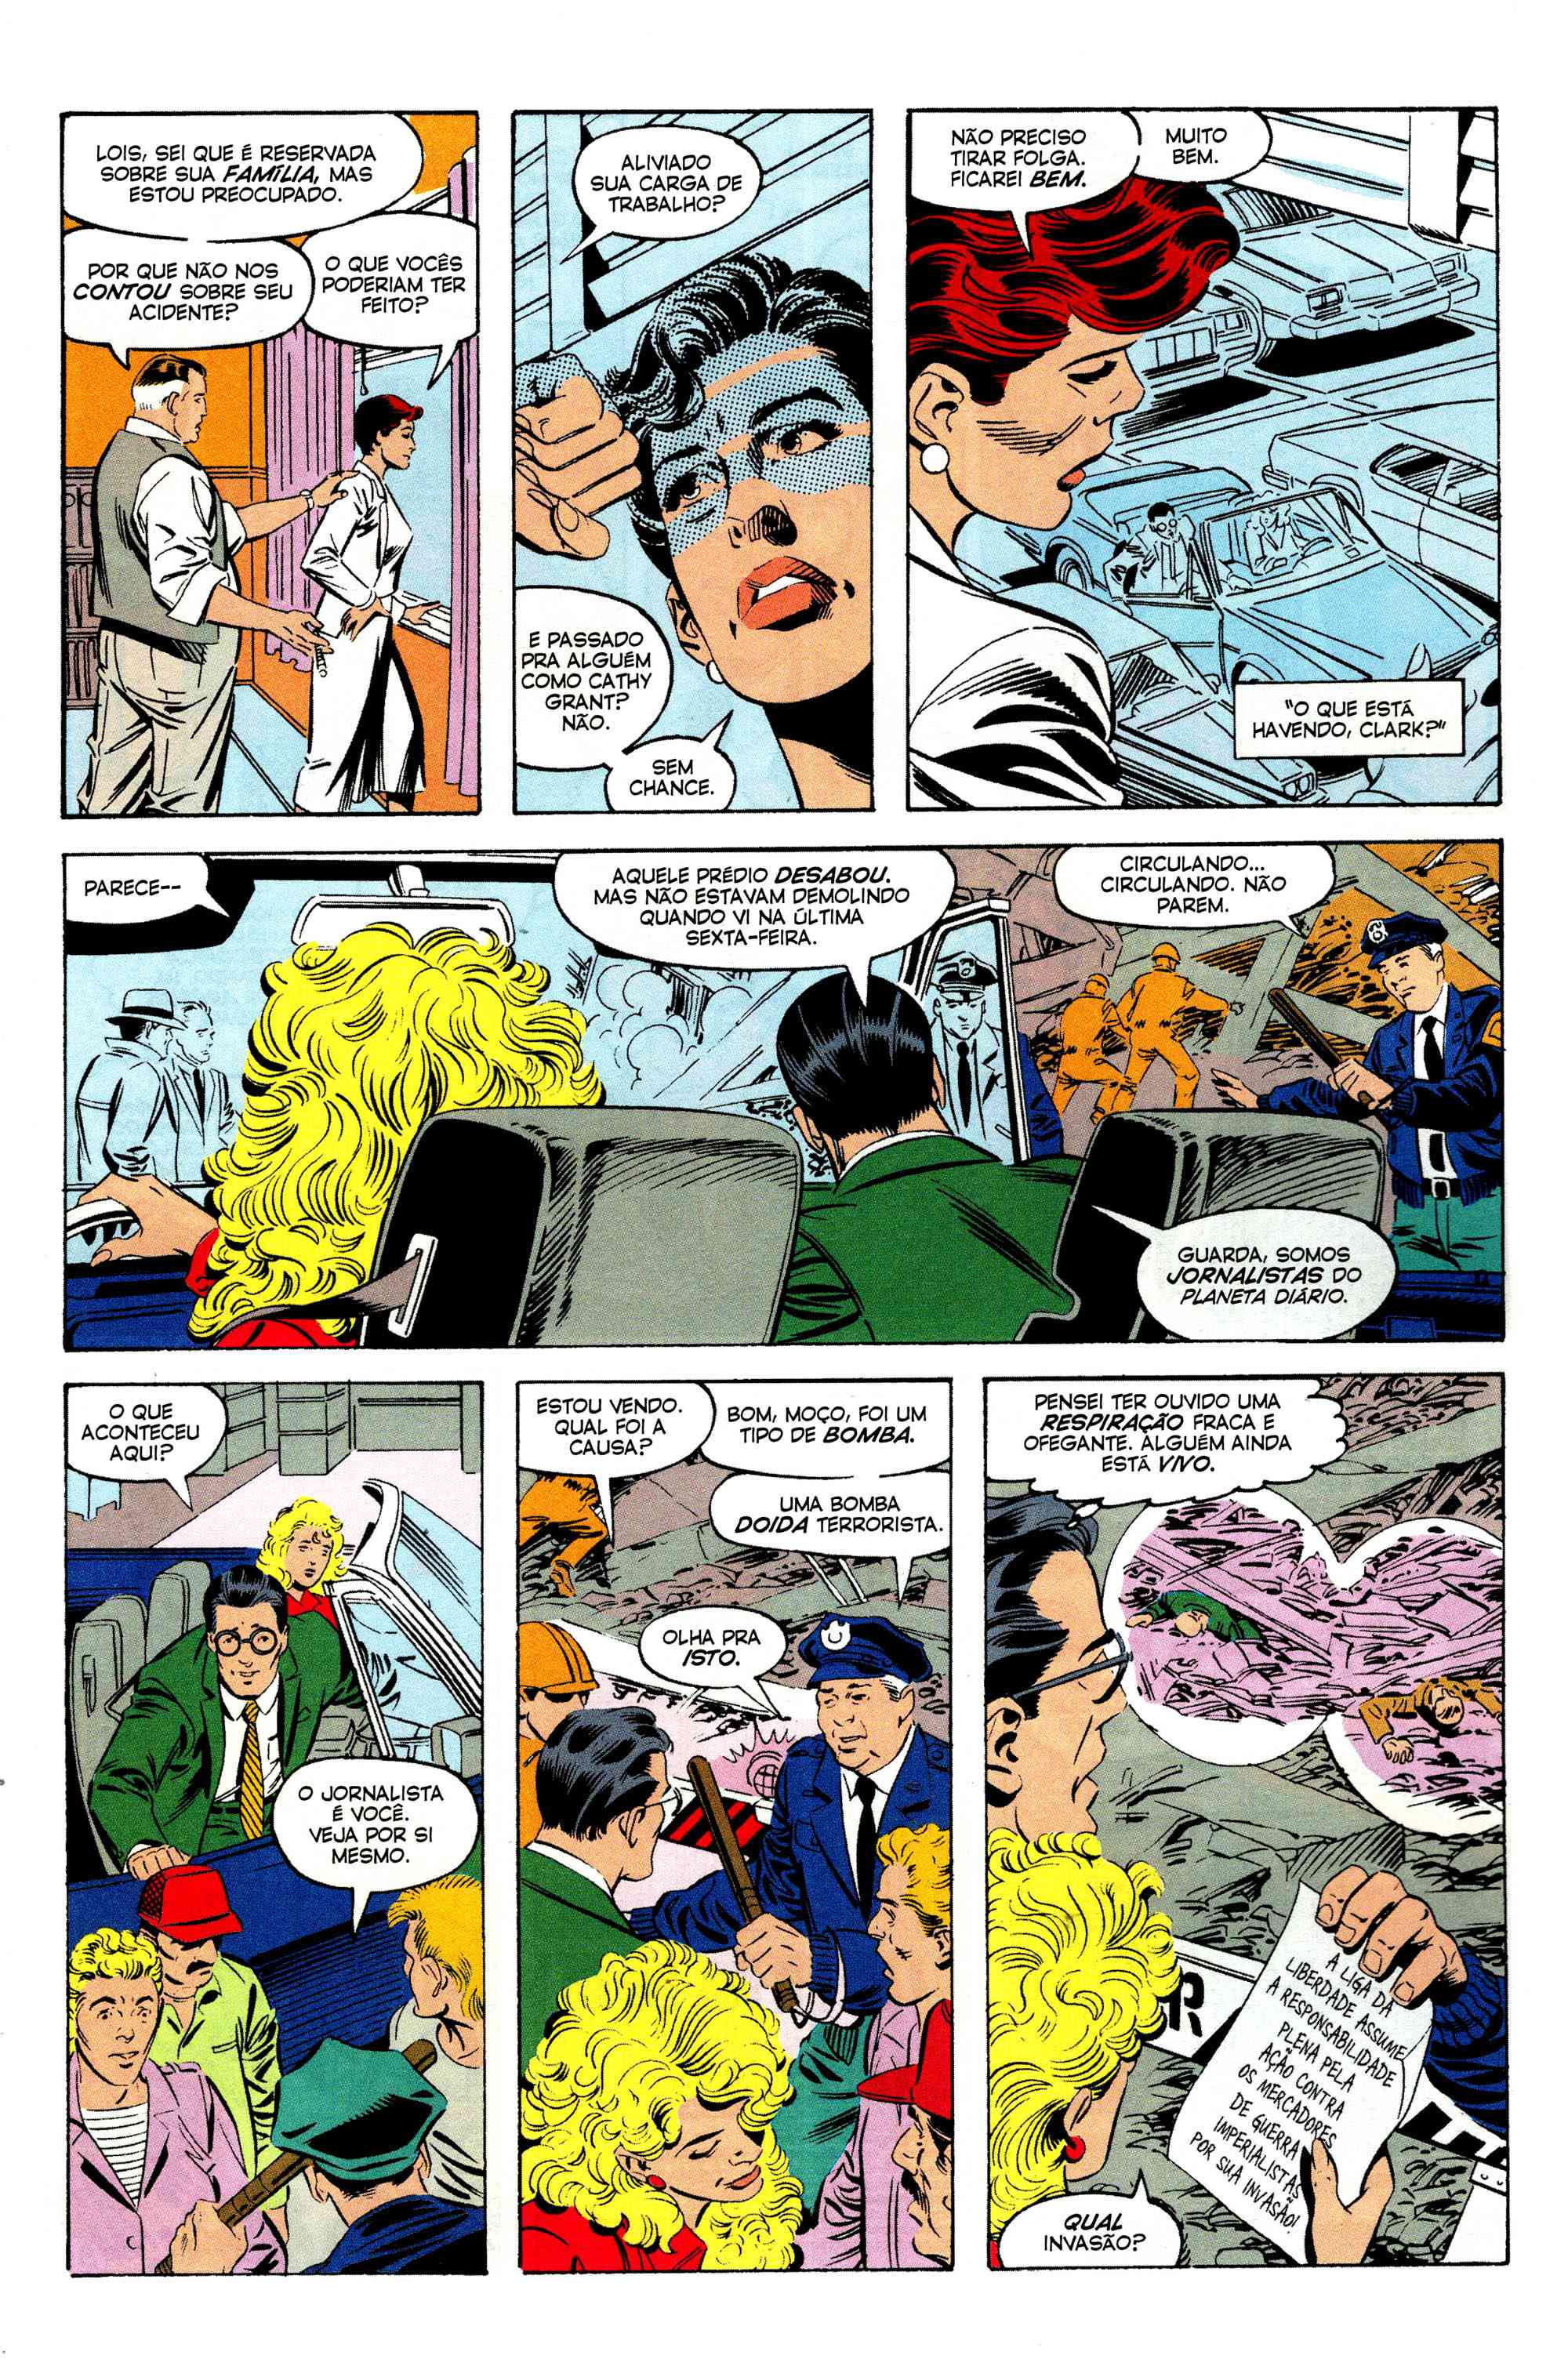 LOIS, SEI QUE É RESERVADA
SOBRE SUA FAMÍLIA, MAS
ESTOU PREOCUPADO.
POR QUE NÃO NOS
CONTOU SOBRE SEU
ACIDENTE?
O QUE VOCÊS
PODERIAM TER
FEITO?
ALIVIADO
SUA CARGA DE
TRABALHO?
E PASSADO
PRA ALGUÉM
COMO CATHY
GRANT?
NÃO.
SEM
CHANCE.
NÃO PRECISO
TIRAR FOLGA.
FICAREI BEM.
MUITO
BEM.
"O QUE ESTÁ
HAVENDO, CLARK?"
PARECE--
AQUELE PRÉDIO DESABOU.
MAS NÃO ESTAVAM DEMOLINDO
QUANDO VI NA ÚLTIMA
SEXTA-FEIRA.
CIRCULANDO...
CIRCULANDO. NÃO
PAREM.
GUARDA, SOMOS
JORNALISTAS DO
PLANETA DIÁRIO.
O QUE
ACONTECEU
AQUI?
O JORNALISTA
É VOCÊ.
VEJA POR SI
MESMO.
ESTOU VENDO.
QUAL FOI A
CAUSA?
BOM, MOÇO, FOI UM
TIPO DE BOMBA.
UMA BOMBA
DOIDA TERRORISTA.
OLHA PRA
ISTO.
PENSEI TER OUVIDO UMA
RESPIRAÇÃO FRACA E
OFEGANTE. ALGUÉM AINDA
ESTÁ VIVO.
A LIGA DA
LIBERDADE ASSUME
A RESPONSABILIDADE
PLENA PELA
AÇÃO CONTRA
OS MERCADORES
DE GUERRA
IMPERIALISTAS
POR SUA INVASÃO!
R
QUAL
INVASÃO?